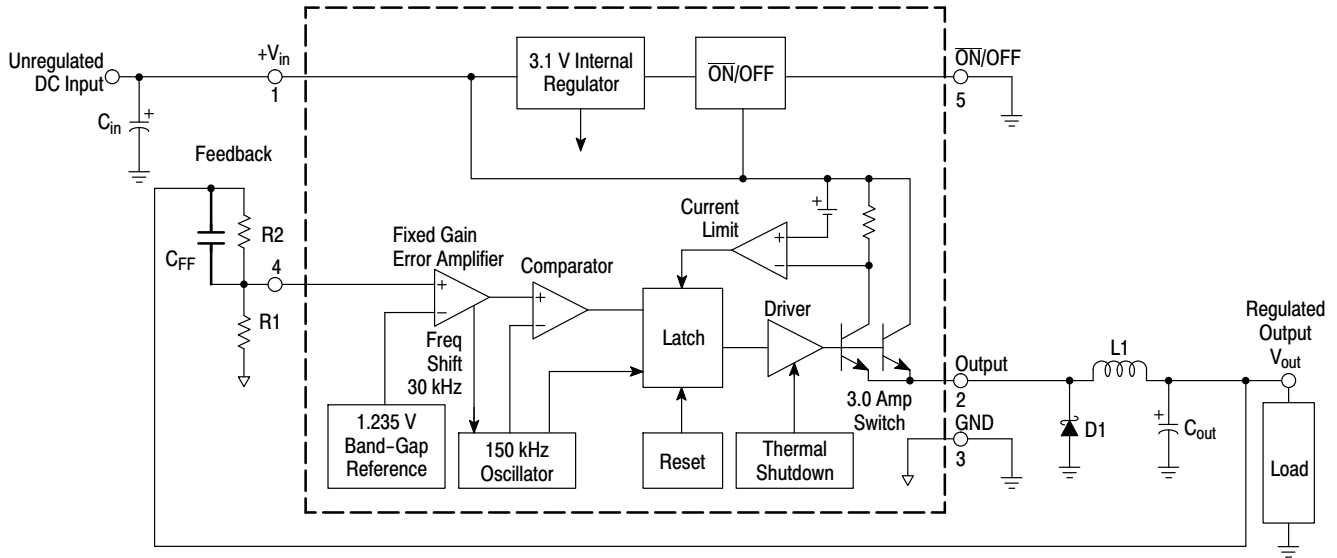 Unregulated
DC Input
+V_in
1
C_in
+
3.1 V Internal
Regulator
O̅N̅/OFF
O̅N̅/OFF
5
Feedback
R2
C_FF
4
R1
Fixed Gain
Error Amplifier
+
−
Freq
Shift
30 kHz
Comparator
+
−
Current
Limit
+
−
+
Latch
Driver
3.0 Amp
Switch
Output
2
GND
3
1.235 V
Band−Gap
Reference
150 kHz
Oscillator
Reset
Thermal
Shutdown
L1
D1
+
C_out
Regulated
Output
V_out
Load